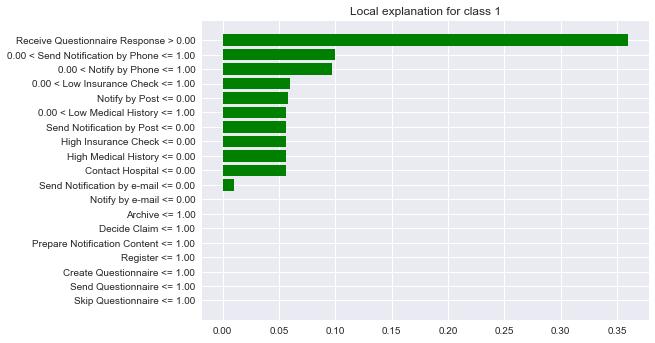 Local explanation for class 1
Receive Questionnaire Response > 0.00
0.00 < Send Notification by Phone <= 1.00
0.00 < Notify by Phone <= 1.00
0.00 < Low Insurance Check <= 1.00
Notify by Post <= 0.00
0.00 < Low Medical History <= 1.00
Send Notification by Post <= 0.00
High Insurance Check <= 0.00
High Medical History <= 0.00
Contact Hospital <= 0.00
Send Notification by e-mail <= 0.00
Notify by e-mail <= 0.00
Archive <= 1.00
Decide Claim <= 1.00
Prepare Notification Content <= 1.00
Register <= 1.00
Create Questionnaire <= 1.00
Send Questionnaire <= 1.00
Skip Questionnaire <= 1.00
0.00 0.05 0.10 0.15 0.20 0.25 0.30 0.35